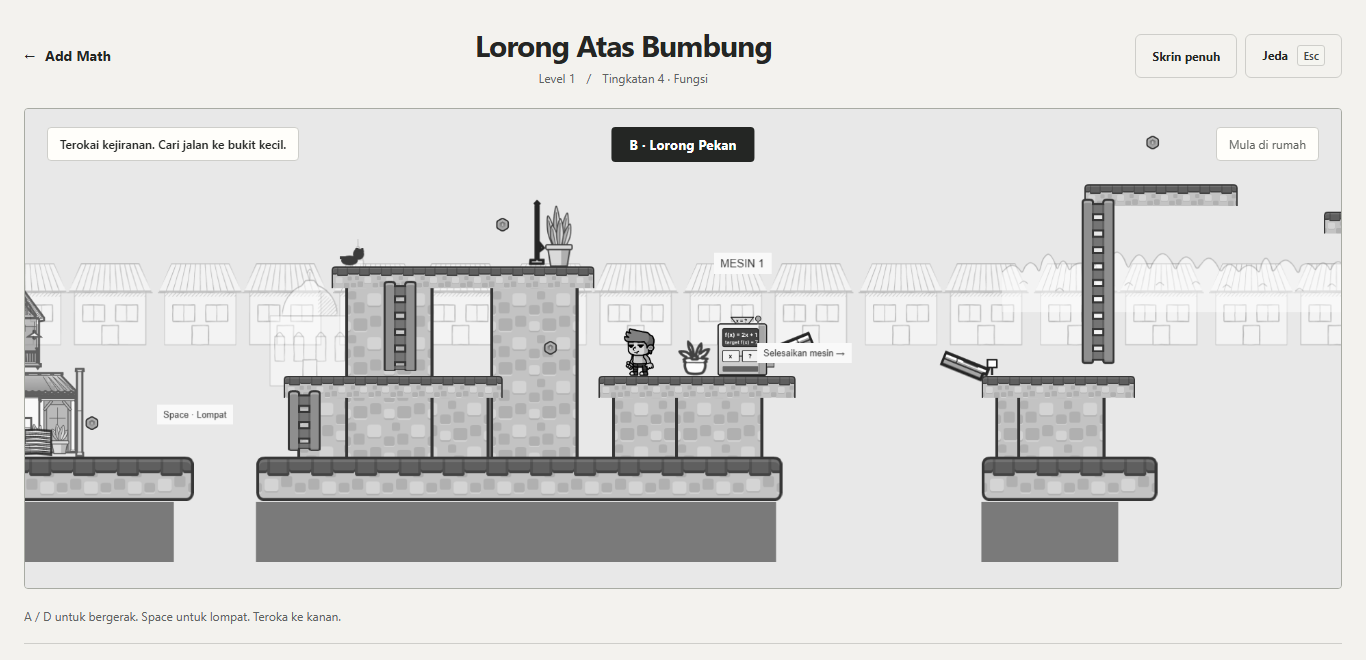 ← Add Math
Lorong Atas Bumbung
Level 1 / Tingkatan 4 · Fungsi
Skrin penuh
Jeda Esc
Terokai kejiranan. Cari jalan ke bukit kecil.
B · Lorong Pekan
Mula di rumah
MESIN 1
f(x) = 2x + 
target f(x) = 
x
?
Selesaikan mesin →
Space · Lompat
A / D untuk bergerak. Space untuk lompat. Teroka ke kanan.